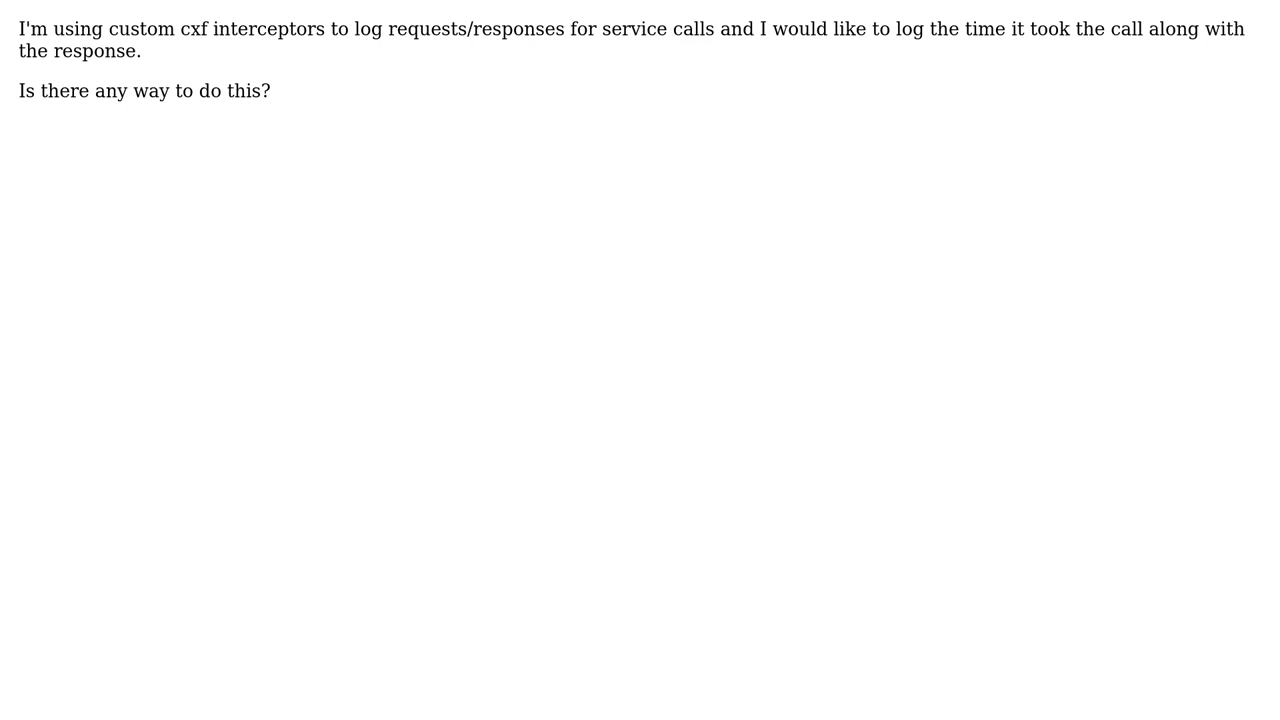 I'm using custom cxf interceptors to log requests/responses for service calls and I would like to log the time it took the call along with
the response.
Is there any way to do this?